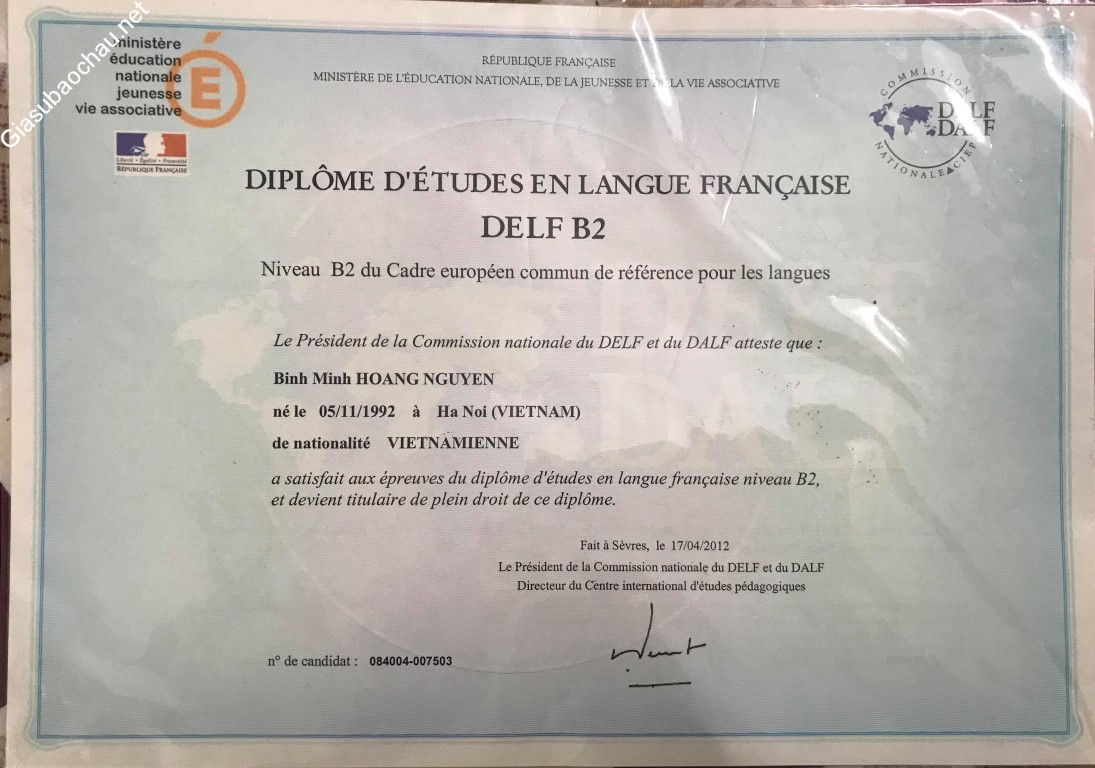 Giasubaochau.net
ministère
éducation
nationale
jeunesse
vie associative
É
Liberté • Égalité • Fraternité
RÉPUBLIQUE FRANÇAISE
RÉPUBLIQUE FRANÇAISE
MINISTÈRE DE L'ÉDUCATION NATIONALE, DE LA JEUNESSE ET DE LA VIE ASSOCIATIVE
COMMISSION
DELF
DALF
NATIONALE CIEP
DIPLÔME D'ÉTUDES EN LANGUE FRANÇAISE
DELF B2
Niveau B2 du Cadre européen commun de référence pour les langues
Le Président de la Commission nationale du DELF et du DALF atteste que :
Binh Minh HOANG NGUYEN
né le 05/11/1992 à Ha Noi (VIETNAM)
de nationalité VIETNAMIENNE
a satisfait aux épreuves du diplôme d'études en langue française niveau B2,
et devient titulaire de plein droit de ce diplôme.
Fait à Sèvres, le 17/04/2012
Le Président de la Commission nationale du DELF et du DALF
Directeur du Centre international d'études pédagogiques
n° de candidat : 084004-007503